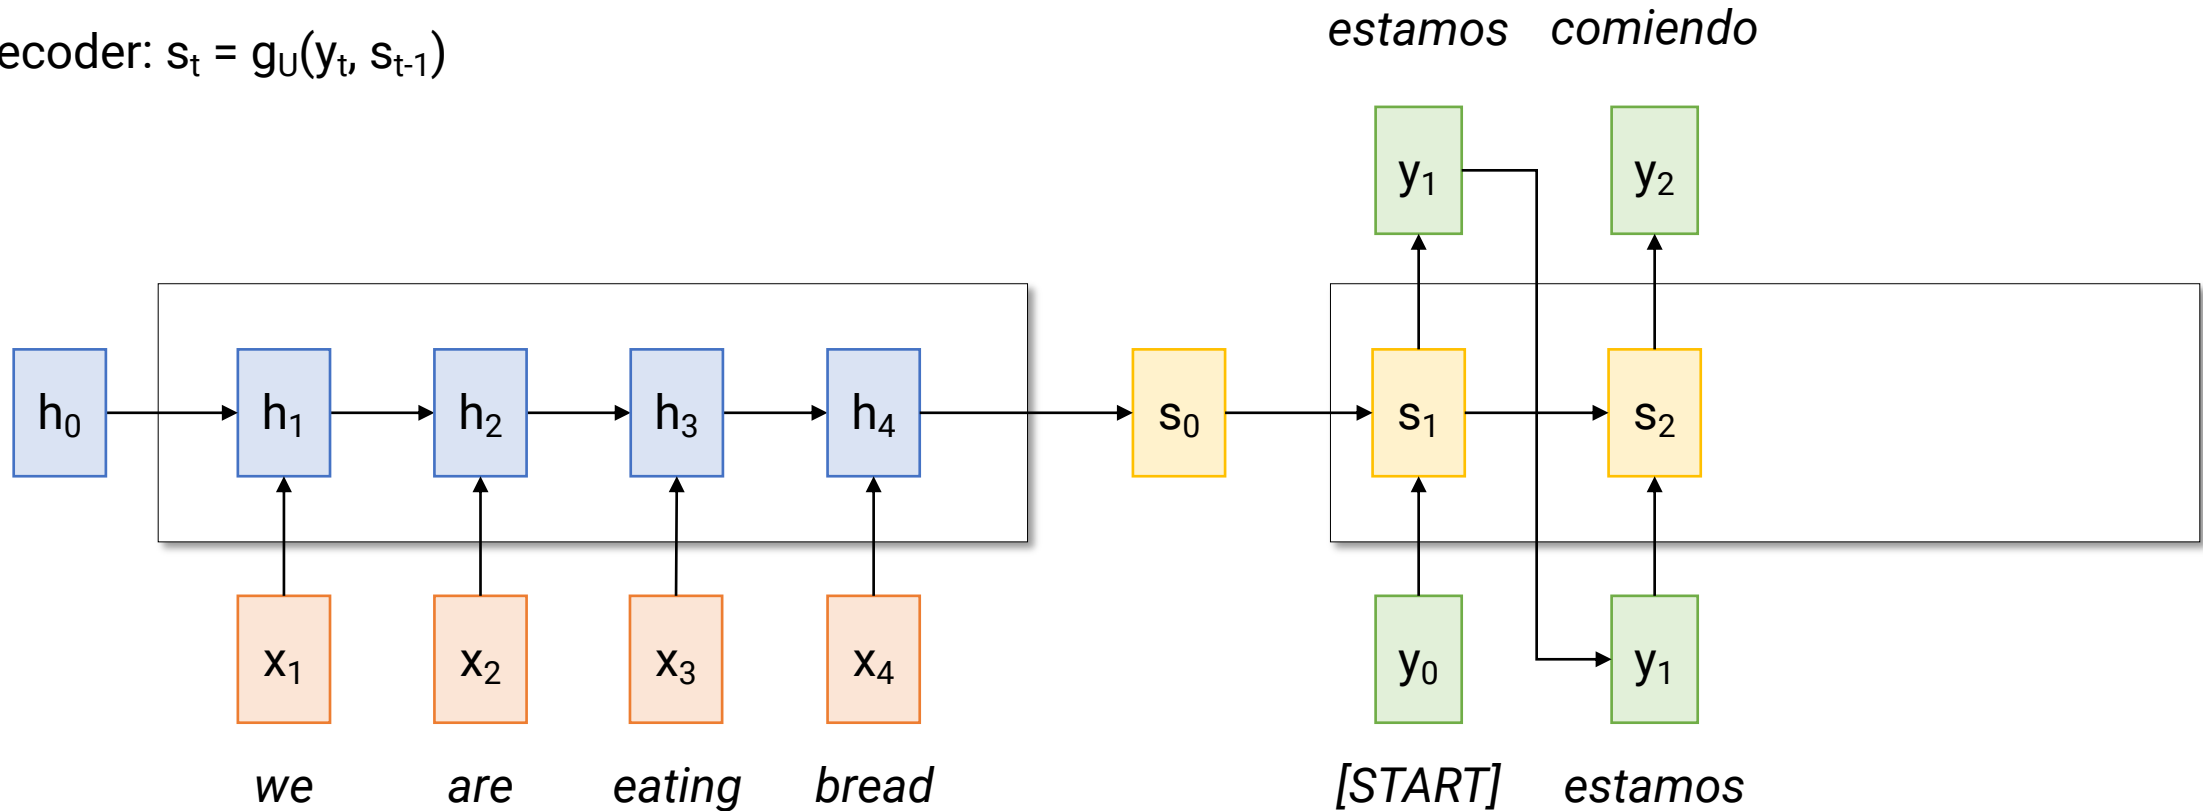 estamos comiendo
ecoder: sₜ = g_U(yₜ, sₜ₋₁)
y₁ y₂
h₀ h₁ h₂ h₃ h₄ s₀ s₁ s₂
x₁ x₂ x₃ x₄ y₀ y₁
we are eating bread [START] estamos